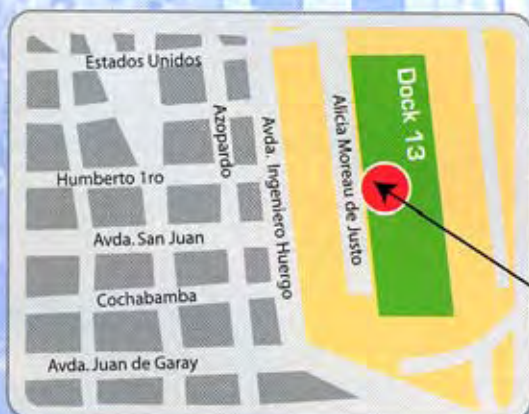 Estados Unidos
Azopardo
Avda. Ingeniero Huergo
Alicia Moreau de Justo
Dock 13
Humberto 1ro
Avda. San Juan
Cochabamba
Avda. Juan de Garay